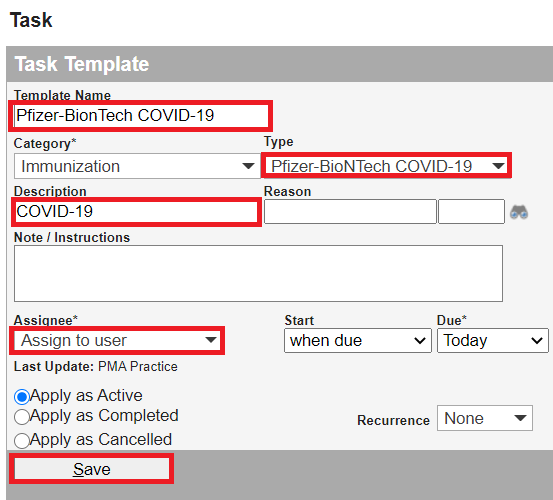 Task
Task Template
Template Name
Pfizer-BionTech COVID-19
Category* Type
Immunization Pfizer-BioNTech COVID-19
Description Reason
COVID-19
Note / Instructions
Assignee* Start Due*
Assign to user when due Today
Last Update: PMA Practice
Apply as Active
Apply as Completed
Recurrence None
Apply as Cancelled
Save